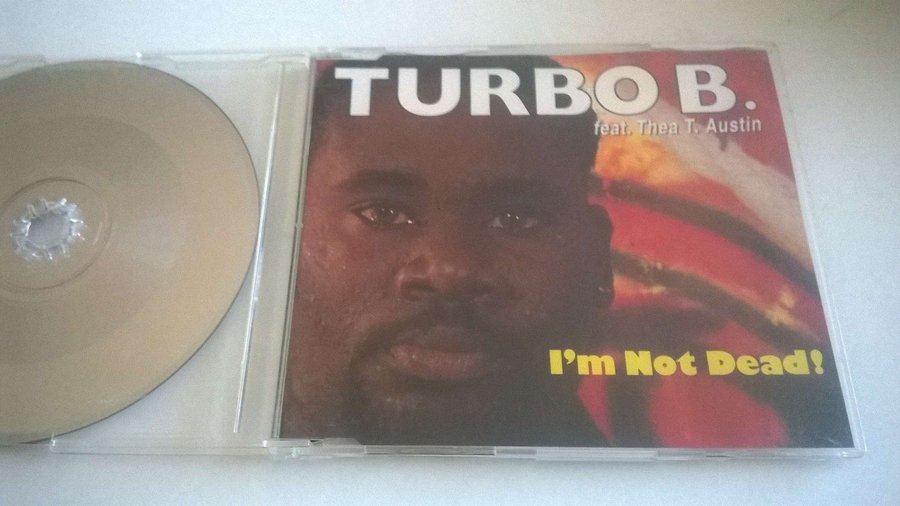 TURBO B.
feat. Thea T. Austin
I'm Not Dead!